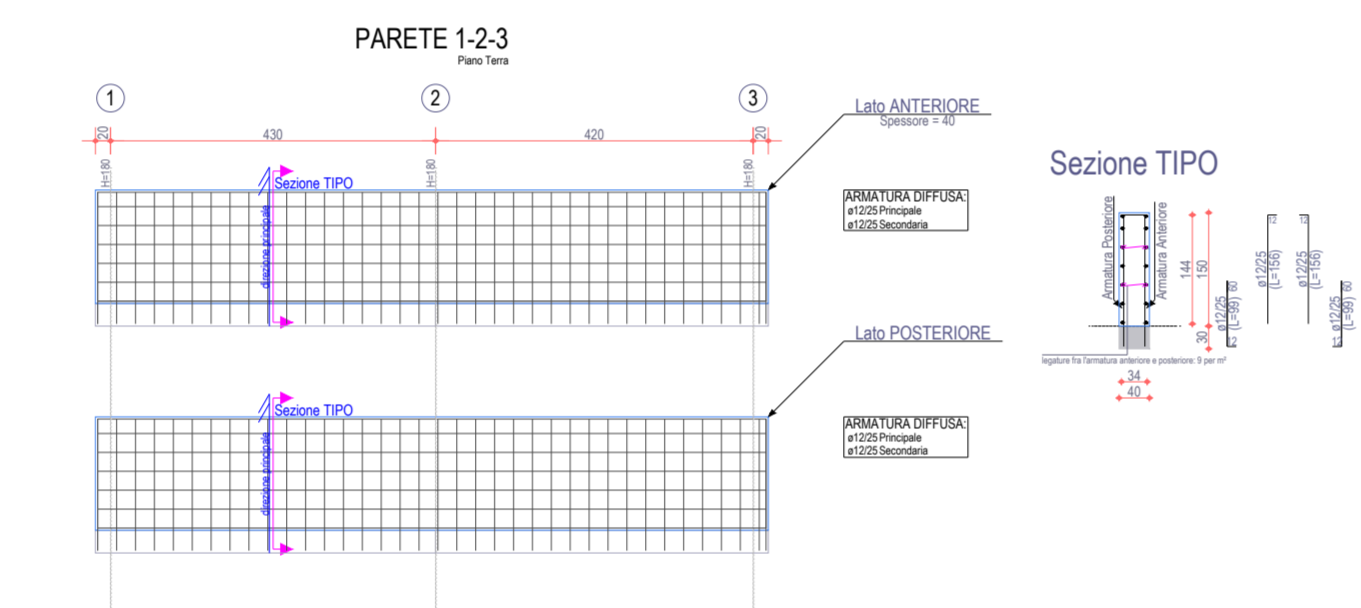 PARETE 1-2-3
Piano Terra
1
2
3
20
430
420
20
H=180
H=180
H=180
Lato ANTERIORE
Spessore = 40
Sezione TIPO
direzione principale
ARMATURA DIFFUSA:
ø12/25 Principale
ø12/25 Secondaria
Lato POSTERIORE
Sezione TIPO
direzione principale
ARMATURA DIFFUSA:
ø12/25 Principale
ø12/25 Secondaria
Sezione TIPO
Armatura Posteriore
Armatura Anteriore
144
150
30
ø12/25
(L=99)
60
12
12
ø12/25
(L=156)
12
ø12/25
(L=156)
ø12/25
(L=99)
60
12
legature fra l'armatura anteriore e posteriore: 9 per m²
34
40